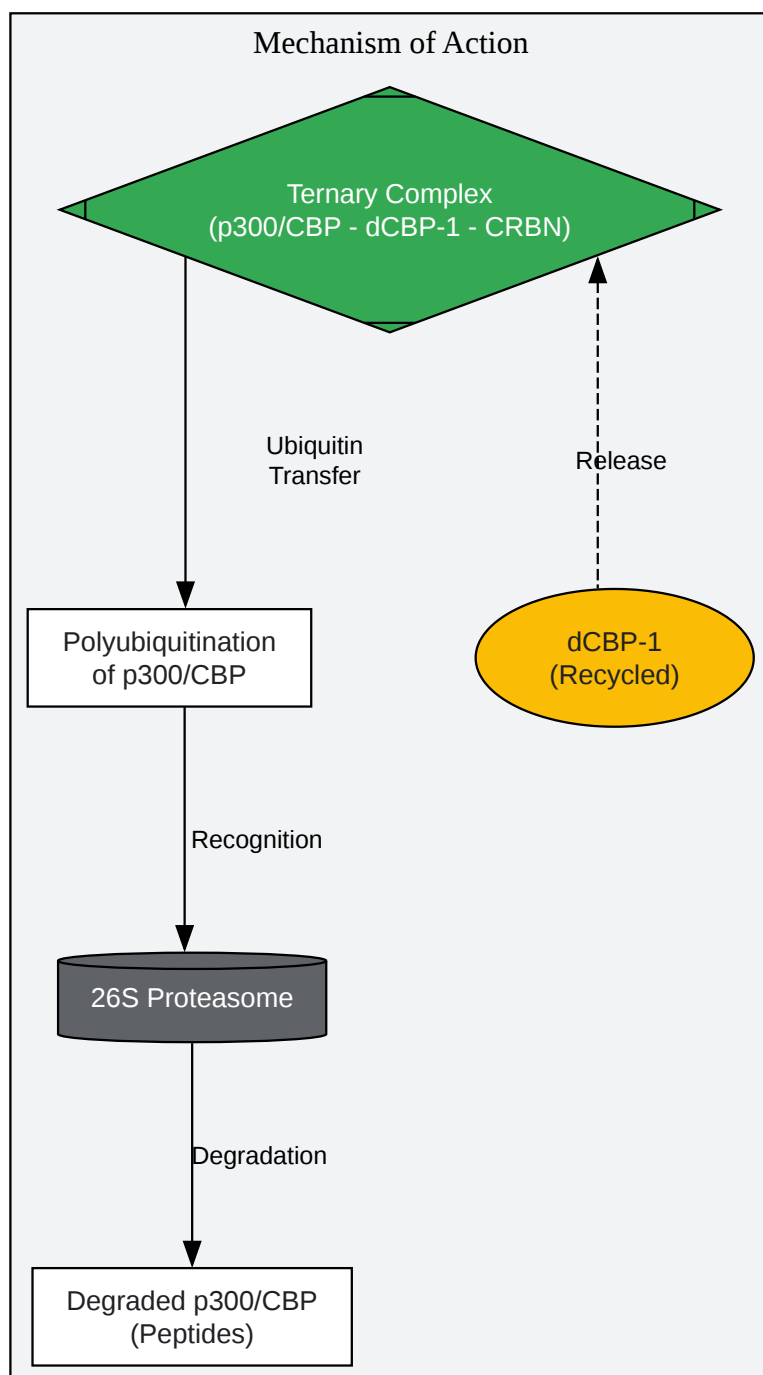 Mechanism of Action
Ternary Complex
(p300/CBP - dCBP-1 - CRBN)
Ubiquitin
Transfer
Release
Polyubiquitination
of p300/CBP
dCBP-1
(Recycled)
Recognition
26S Proteasome
Degradation
Degraded p300/CBP
(Peptides)